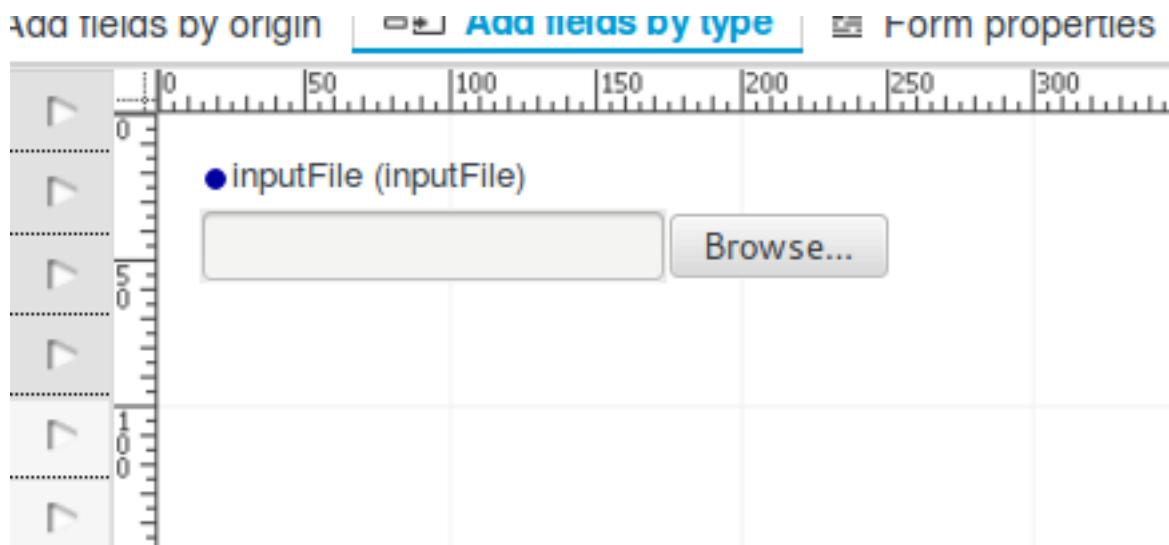 Add fields by origin Add fields by type Form properties
0 50 100 150 200 250 300
0
inputFile (inputFile)
Browse...
50
100